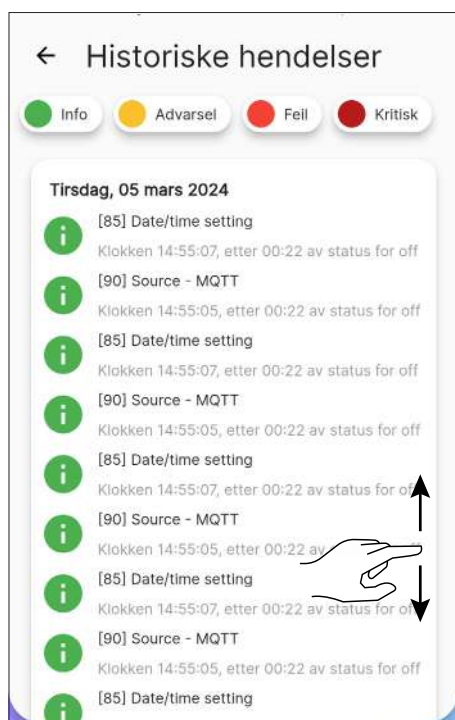 Historiske hendelser
Info
Advarsel
Feil
Kritisk
Tirsdag, 05 mars 2024
[85] Date/time setting
Klokken 14:55:07, etter 00:22 av status for off
[90] Source - MQTT
Klokken 14:55:05, etter 00:22 av status for off
[85] Date/time setting
Klokken 14:55:07, etter 00:22 av status for off
[90] Source - MQTT
Klokken 14:55:05, etter 00:22 av status for off
[85] Date/time setting
Klokken 14:55:07, etter 00:22 av status for off
[90] Source - MQTT
Klokken 14:55:05, etter 00:22 av status for off
[85] Date/time setting
Klokken 14:55:07, etter 00:22 av status for off
[90] Source - MQTT
Klokken 14:55:05, etter 00:22 av status for off
[85] Date/time setting